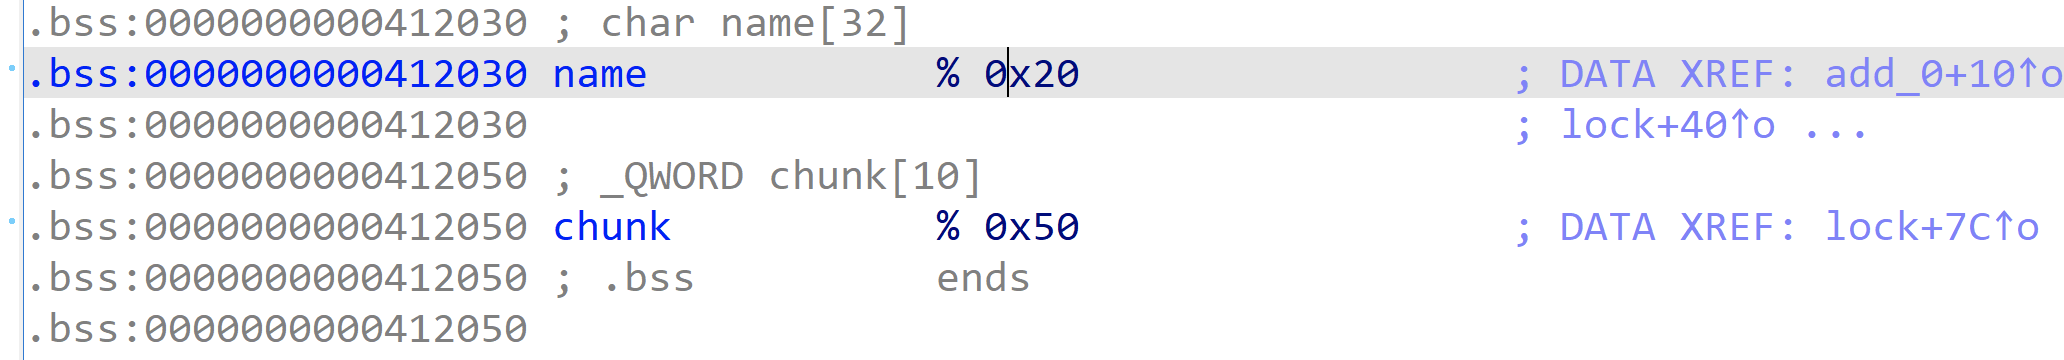 .bss:0000000000412030 ; char name[32]
.bss:0000000000412030 name            % 0x20                  ; DATA XREF: add_0+10↑o
.bss:0000000000412030                                         ; lock+40↑o ...
.bss:0000000000412050 ; _QWORD chunk[10]
.bss:0000000000412050 chunk           % 0x50                  ; DATA XREF: lock+7C↑o
.bss:0000000000412050 ; .bss          ends
.bss:0000000000412050